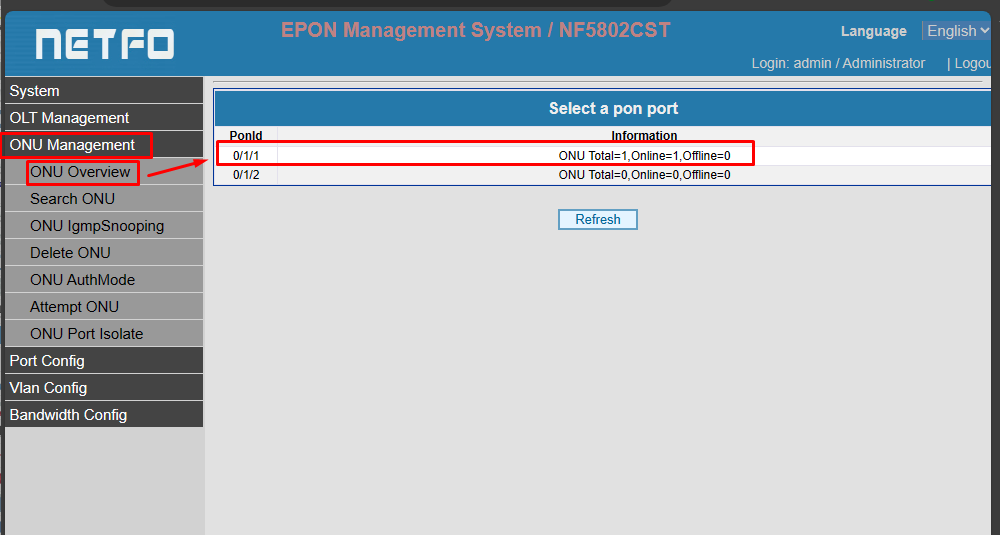 NETFO
EPON Management System / NF5802CST
Language English
Login: admin / Administrator | Logou
System
OLT Management
ONU Management
ONU Overview
Search ONU
ONU IgmpSnooping
Delete ONU
ONU AuthMode
Attempt ONU
ONU Port Isolate
Port Config
Vlan Config
Bandwidth Config
Select a pon port
PonId Information
0/1/1 ONU Total=1,Online=1,Offline=0
0/1/2 ONU Total=0,Online=0,Offline=0
Refresh